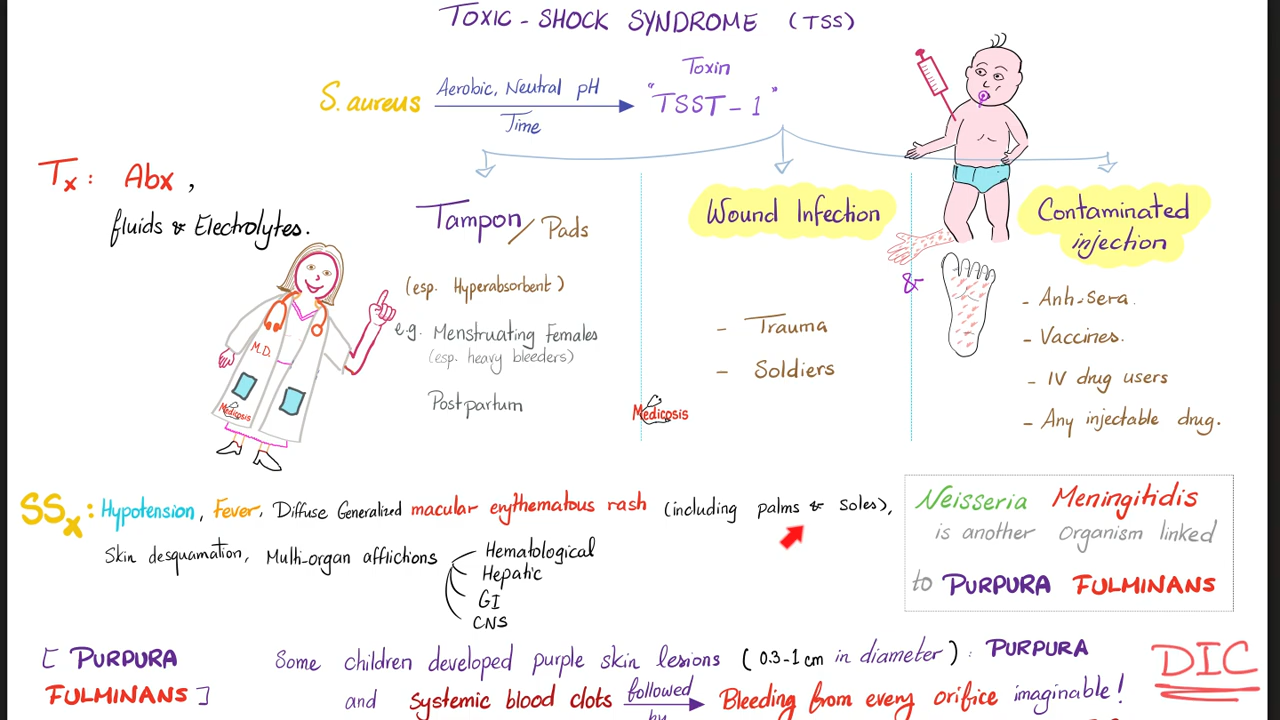 TOXIC-SHOCK SYNDROME (TSS)
S. aureus
Aerobic, Neutral pH
Time
Toxin
"TSST-1"
Tx: Abx,
fluids & Electrolytes.
M.D.
Medicosis
Tampon / Pads
(esp. Hyperabsorbent)
e.g. Menstruating Females
(esp. heavy bleeders)
Postpartum
Wound Infection
- Trauma
- Soldiers
Medicosis
&
Contaminated
injection
- Anti-sera.
- Vaccines.
- IV drug users
- Any injectable drug.
SSx: Hypotension, Fever, Diffuse Generalized macular erythematous rash (including palms & Soles),
Skin desquamation, Multi-organ afflictions
Hematological
Hepatic
GI
CNS
Neisseria Meningitidis
is another Organism linked
to PURPURA FULMINANS
[ PURPURA
FULMINANS ]
Some children developed purple skin lesions (0.3-1 cm in diameter): PURPURA
and systemic blood clots followed by Bleeding from every orifice imaginable!
DIC